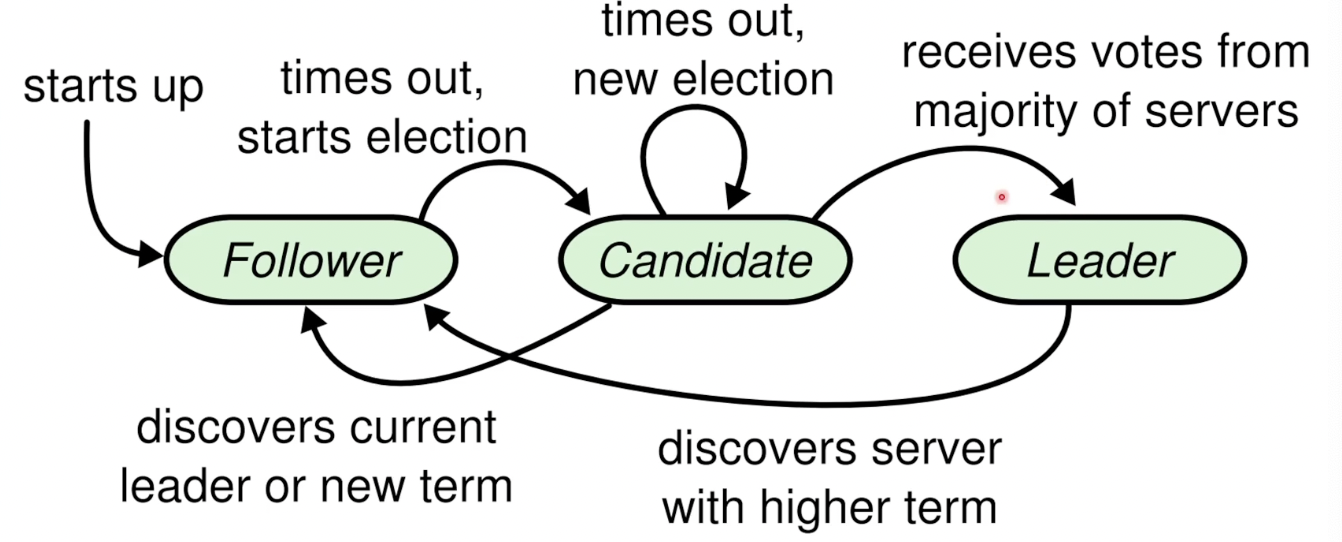 times out,
new election
receives votes from
majority of servers
starts up
times out,
starts election
Follower
Candidate
Leader
discovers current
leader or new term
discovers server
with higher term